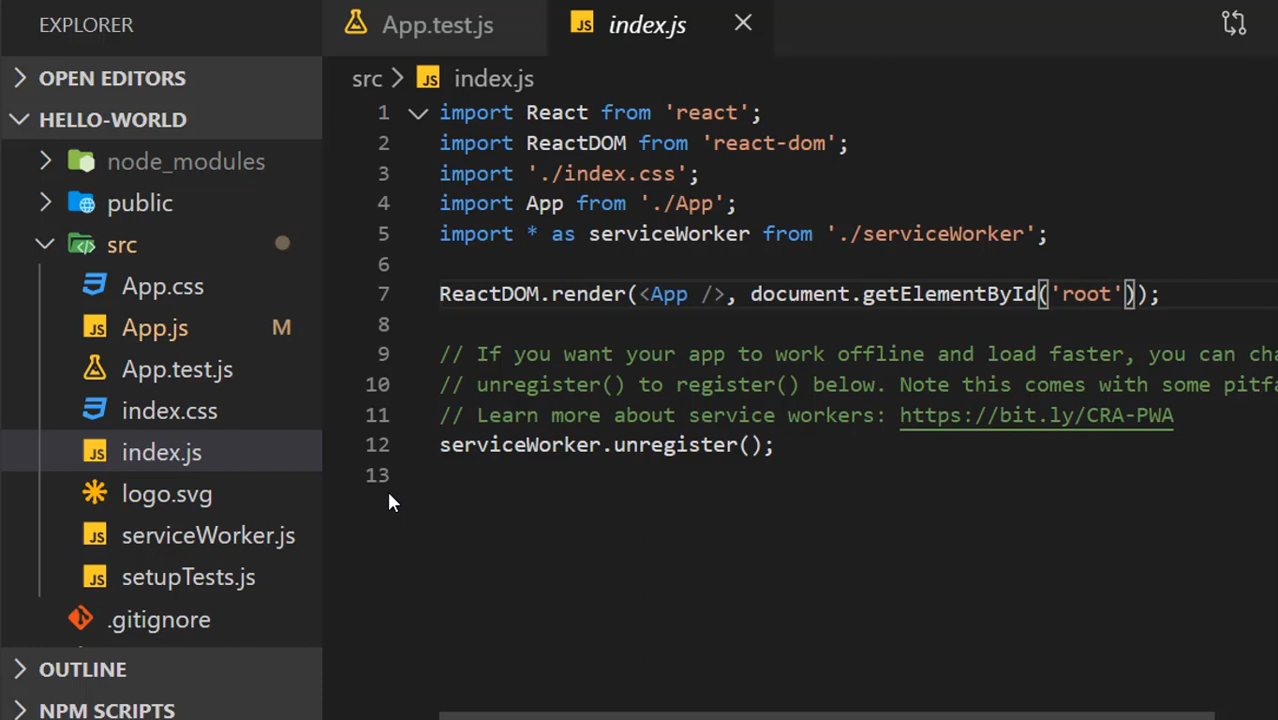 EXPLORER
OPEN EDITORS
HELLO-WORLD
node_modules
public
src
App.css
App.js M
App.test.js
index.css
index.js
logo.svg
serviceWorker.js
setupTests.js
.gitignore
OUTLINE
NPM SCRIPTS
App.test.js
JS index.js
src > JS index.js
1 import React from 'react';
2 import ReactDOM from 'react-dom';
3 import './index.css';
4 import App from './App';
5 import * as serviceWorker from './serviceWorker';
6
7 ReactDOM.render(<App />, document.getElementById('root'));
8
9 // If you want your app to work offline and load faster, you can cha
10 // unregister() to register() below. Note this comes with some pitfa
11 // Learn more about service workers: https://bit.ly/CRA-PWA
12 serviceWorker.unregister();
13